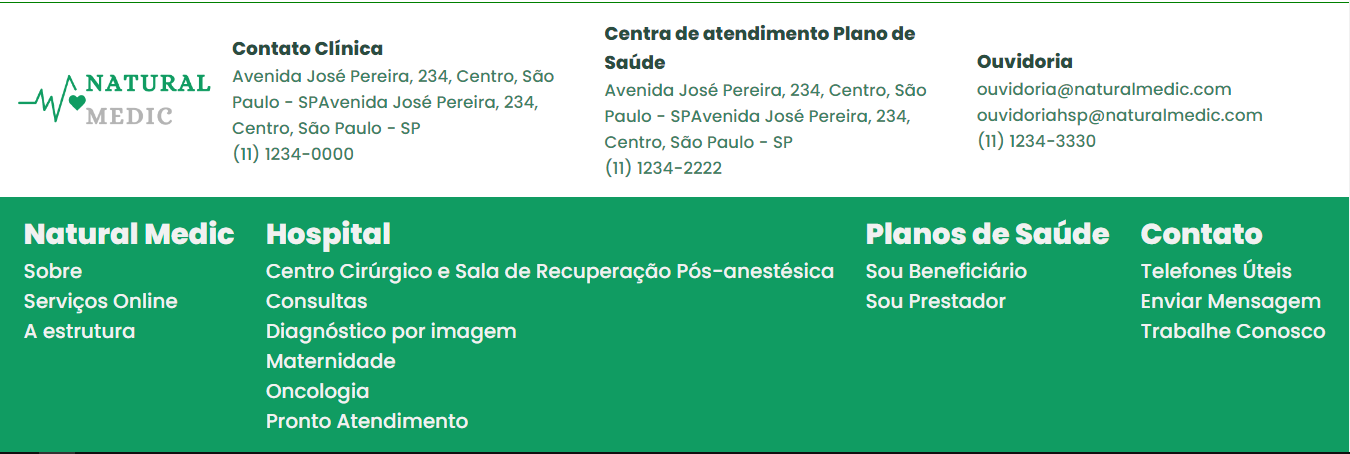 NATURAL
MEDIC
Contato Clínica
Avenida José Pereira, 234, Centro, São
Paulo - SPAvenida José Pereira, 234,
Centro, São Paulo - SP
(11) 1234-0000
Centra de atendimento Plano de
Saúde
Avenida José Pereira, 234, Centro, São
Paulo - SPAvenida José Pereira, 234,
Centro, São Paulo - SP
(11) 1234-2222
Ouvidoria
ouvidoria@naturalmedic.com
ouvidoriahsp@naturalmedic.com
(11) 1234-3330
Natural Medic
Sobre
Serviços Online
A estrutura
Hospital
Centro Cirúrgico e Sala de Recuperação Pós-anestésica
Consultas
Diagnóstico por imagem
Maternidade
Oncologia
Pronto Atendimento
Planos de Saúde
Sou Beneficiário
Sou Prestador
Contato
Telefones Úteis
Enviar Mensagem
Trabalhe Conosco